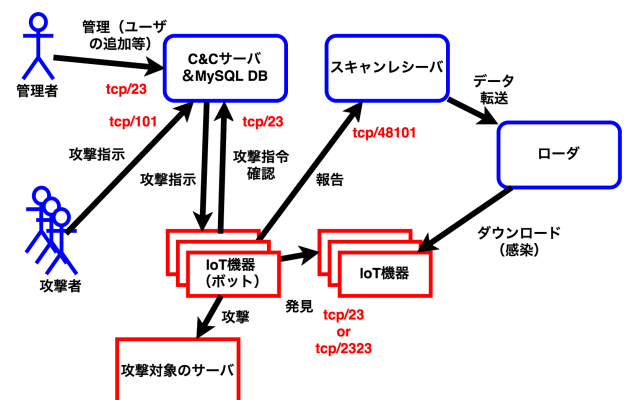 管理（ユーザ
の追加等）
管理者
tcp/23
C&Cサーバ
＆MySQL DB
スキャンレシーバ
データ
転送
tcp/101
tcp/23
tcp/48101
ローダ
攻撃指示
攻撃指示
攻撃指令
確認
報告
攻撃者
ダウンロード
（感染）
IoT機器
（ボット）
IoT機器
発見
攻撃
tcp/23
or
tcp/2323
攻撃対象のサーバ